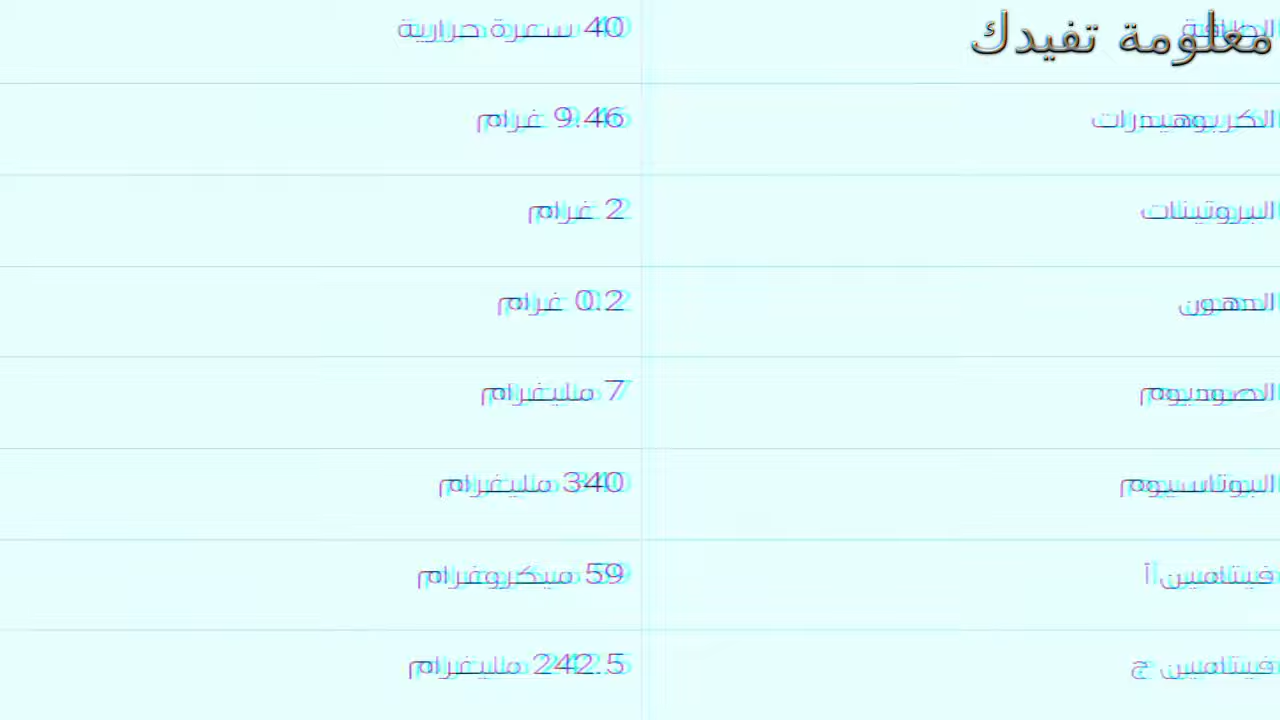 معلومة تفيدك
الطاقة 40 سعرة حرارية
الكربوهيدرات 9.46 غرام
البروتينات 2 غرام
الدهون 0.2 غرام
الصوديوم 7 مليغرام
البوتاسيوم 340 مليغرام
فيتامين أ 59 ميكروغرام
فيتامين ج 242.5 مليغرام